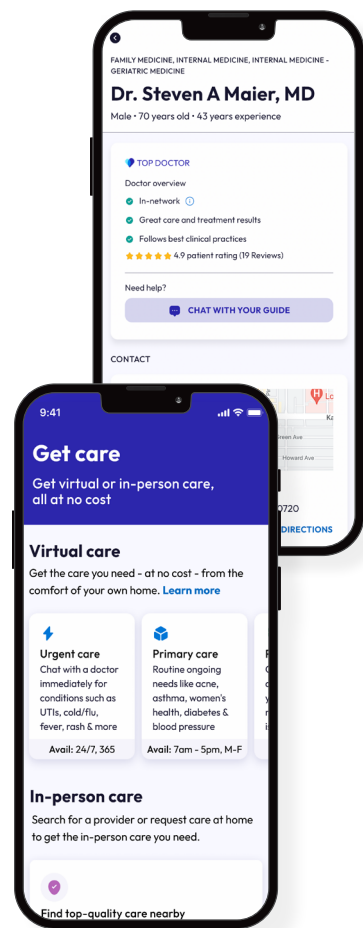 FAMILY MEDICINE, INTERNAL MEDICINE, INTERNAL MEDICINE -
GERIATRIC MEDICINE
Dr. Steven A Maier, MD
Male • 70 years old • 43 years experience
TOP DOCTOR
Doctor overview
In-network
Great care and treatment results
Follows best clinical practices
4.9 patient rating (19 Reviews)
Need help?
CHAT WITH YOUR GUIDE
CONTACT
H Lo
Ka
reen Ave
Howard Ave
0720
DIRECTIONS
9:41
Get care
Get virtual or in-person care,
all at no cost
Virtual care
Get the care you need - at no cost - from the
comfort of your own home. Learn more
Urgent care
Chat with a doctor
immediately for
conditions such as
UTIs, cold/flu,
fever, rash & more
Avail: 24/7, 365
Primary care
Routine ongoing
needs like acne,
asthma, women's
health, diabetes &
blood pressure
Avail: 7am - 5pm, M-F
In-person care
Search for a provider or request care at home
to get the in-person care you need.
Find top-quality care nearby